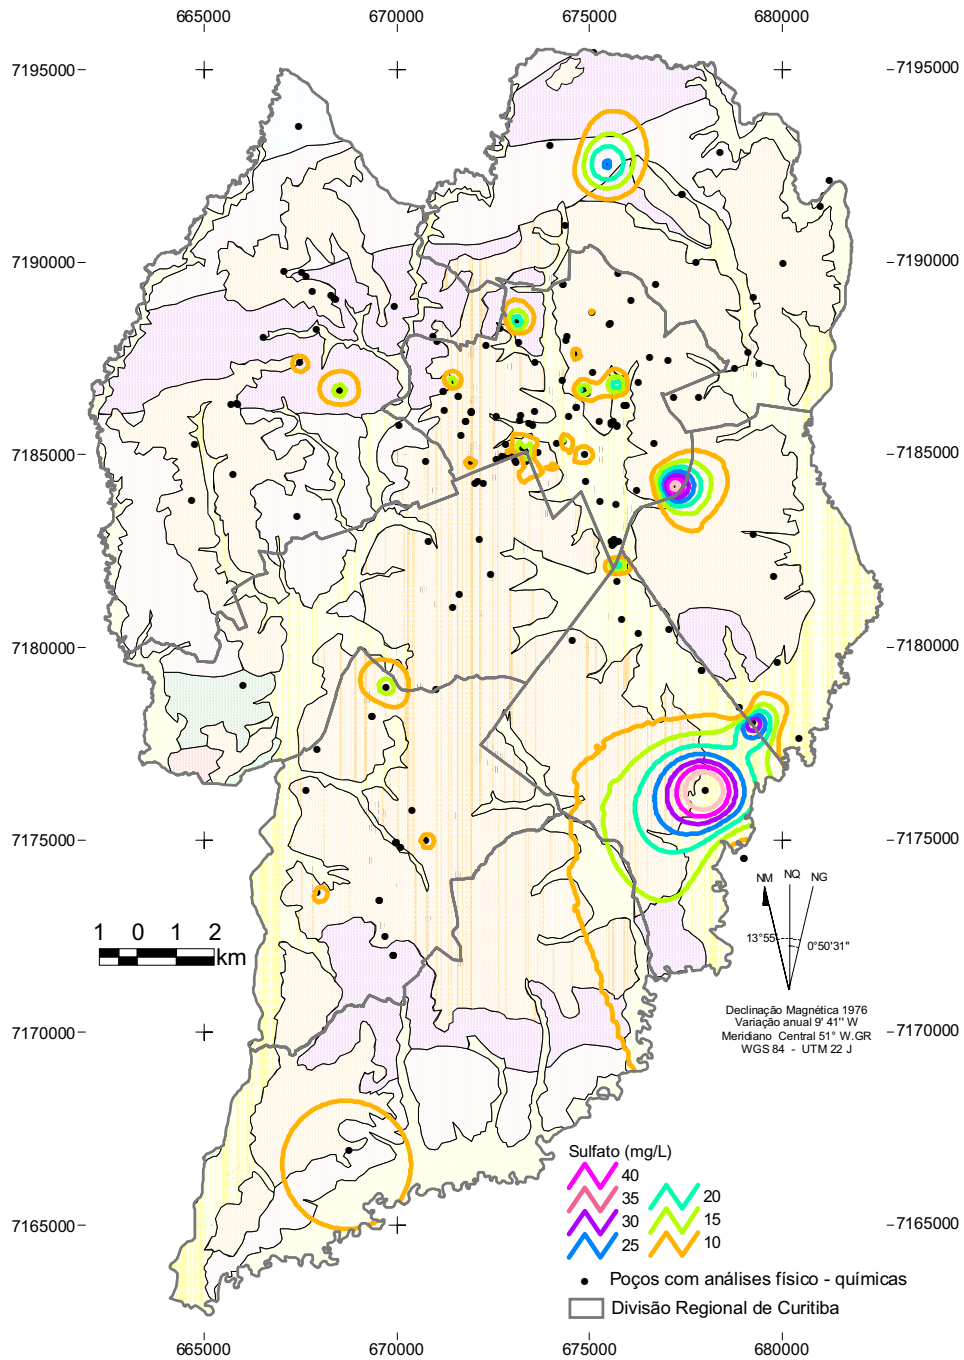 665000 670000 675000 680000
7195000 7195000
7190000 7190000
7185000 7185000
7180000 7180000
7175000 7175000
NM NQ NG
13°55' 0°50'31"
1 0 1 2
km
Declinação Magnética 1976
Variação anual 9' 41'' W
Meridiano Central 51° W.GR
WGS 84 - UTM 22 J
7170000 7170000
Sulfato (mg/L)
40
35 20
30 15
25 10
7165000 7165000
Poços com análises físico - químicas
Divisão Regional de Curitiba
665000 670000 675000 680000